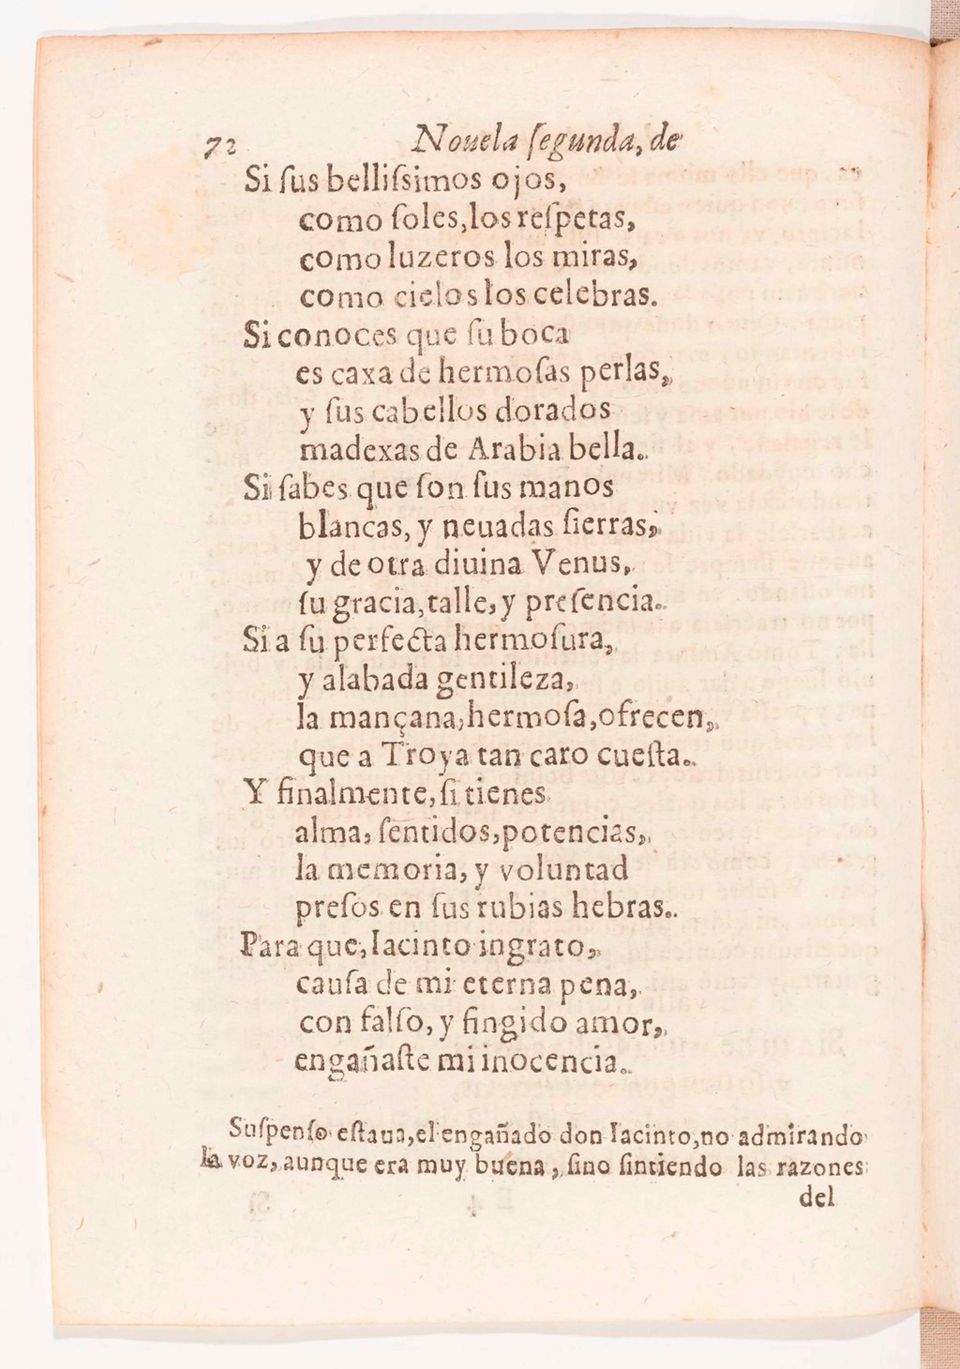 72 Nouela ſegunda, de
Si ſus belliſsimos ojos,
como ſoles, los reſpetas,
como luzeros los miras,
como cielos los celebras.
Si conoces que ſu boca
es caxa de hermoſas perlas,
y ſus cabellos dorados
madexas de Arabia bella.
Si ſabes que ſon ſus manos
blancas, y neuadas ſierras,
y de otra diuina Venus,
ſu gracia, talle, y preſencia.
Si a ſu perfecta hermoſura,
y alabada gentileza,
la mançana, hermoſa, ofrecen,
que a Troya tan caro cueſta.
Y finalmente, ſi tienes
alma, ſentidos, potencias,
la memoria, y voluntad
preſos en ſus rubias hebras.
Para que, Iacinto ingrato,
cauſa de mi eterna pena,
con falſo, y fingido amor,
engañaſte mi inocencia.
Suſpenſo eſtaua, el engañado don Iacinto, no admirando
la voz, aunque era muy buena, ſino ſintiendo las razones
del